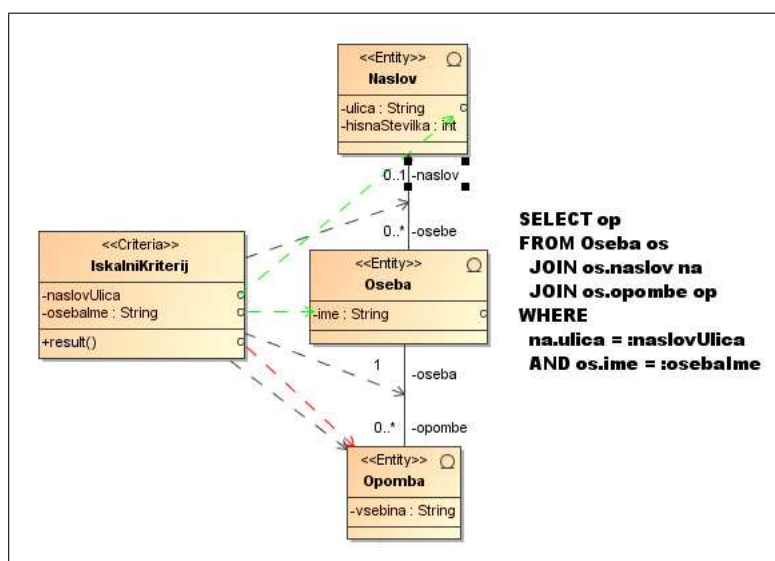 <<Entity>>
Naslov
-ulica : String
-hisnaStevilka : int
0..1 -naslov
0..* -osebe
<<Criteria>>
IskalniKriterij
-naslovUlica
-osebaIme : String
+result()
<<Entity>>
Oseba
-ime : String
1 -oseba
0..* -opombe
<<Entity>>
Opomba
-vsebina : String
SELECT op
FROM Oseba os
JOIN os.naslov na
JOIN os.opombe op
WHERE
na.ulica = :naslovUlica
AND os.ime = :osebaIme